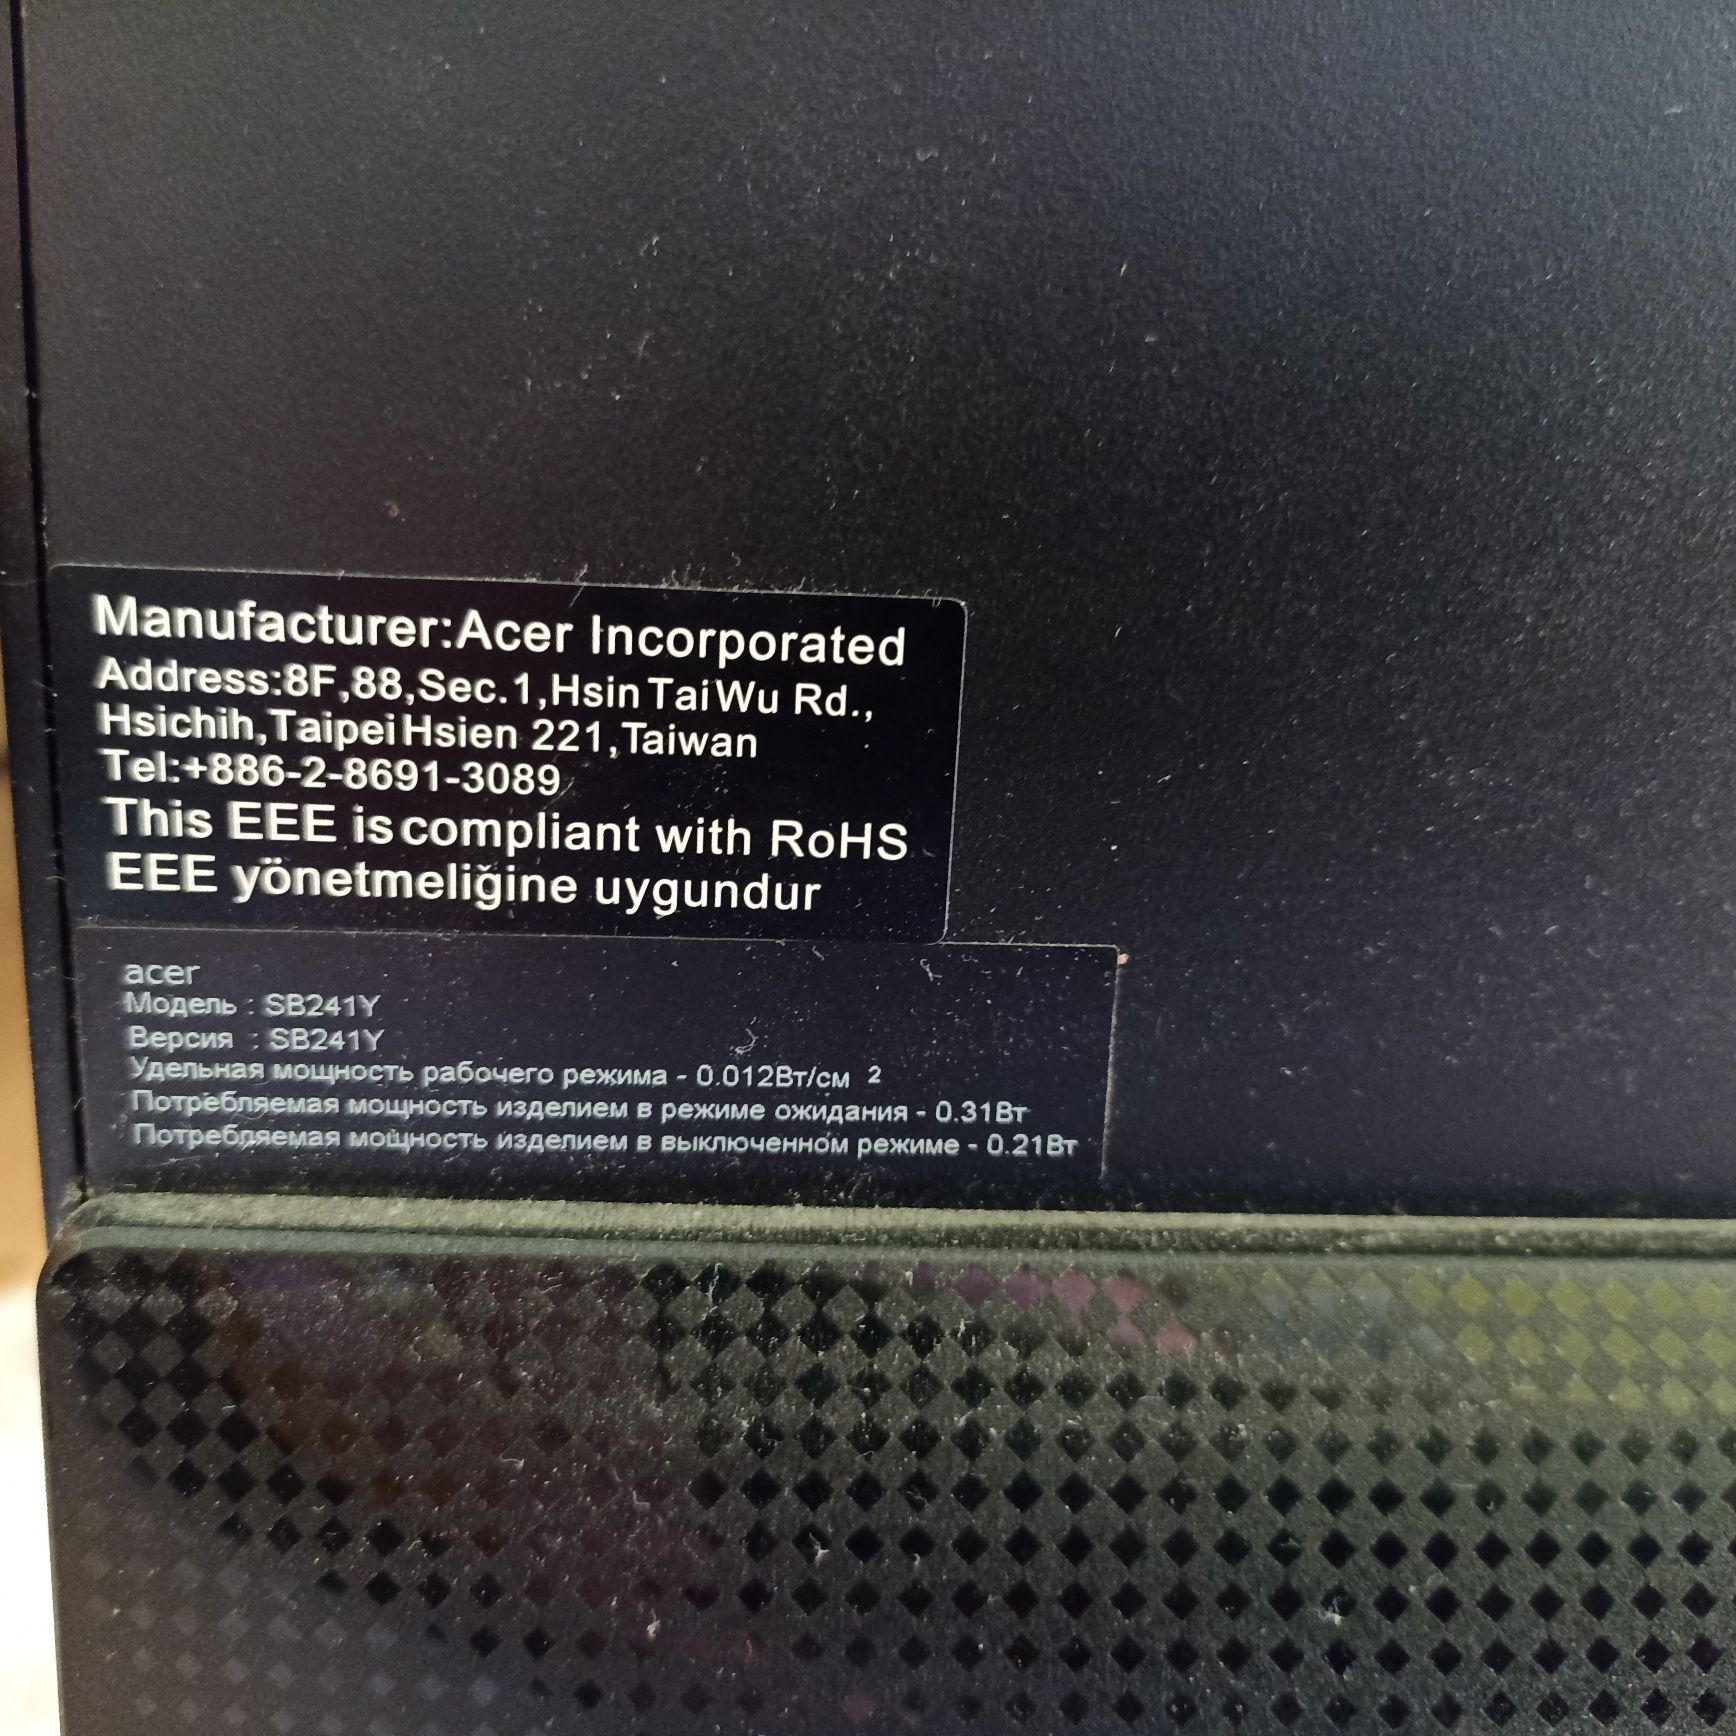 Manufacturer:Acer Incorporated
Address:8F,88,Sec.1,Hsin Tai Wu Rd.,
Hsichih,Taipei Hsien 221,Taiwan
Tel:+886-2-8691-3089
This EEE is compliant with RoHS
EEE yönetmeliğine uygundur
acer
Модель : SB241Y
Версия : SB241Y
Удельная мощность рабочего режима - 0.012Вт/см 2
Потребляемая мощность изделием в режиме ожидания - 0.31Вт
Потребляемая мощность изделием в выключенном режиме - 0.21Вт